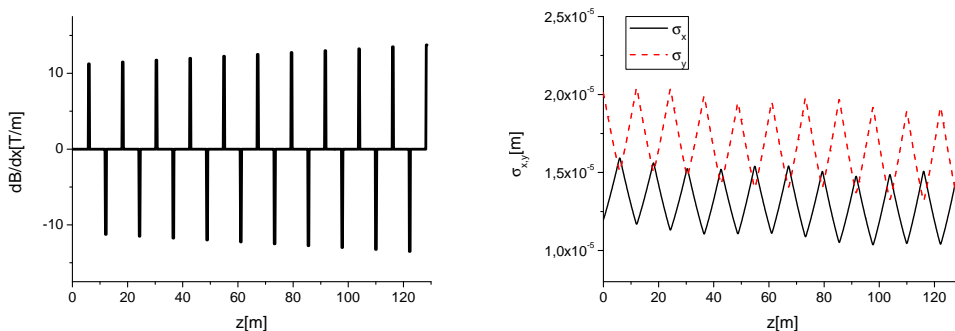 10
0
-10
dB/dx[T/m]
0 20 40 60 80 100 120
z[m]
2,5x10⁻⁵
2,0x10⁻⁵
1,5x10⁻⁵
1,0x10⁻⁵
σx,y[m]
σx
σy
0 20 40 60 80 100 120
z[m]